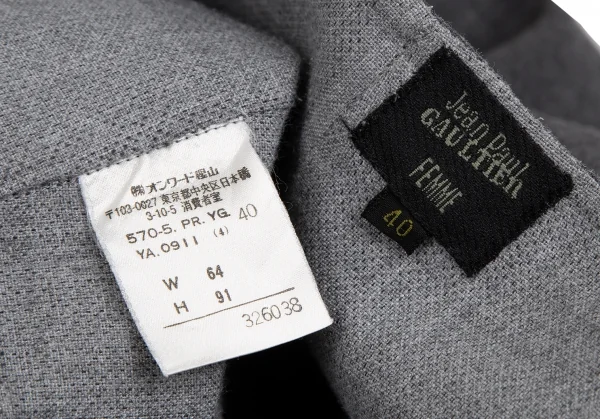 ㈱オンワード樫山
〒103-0027 東京都中央区日本橋
3-10-5 消費者室
570-5. PR. YG. 40
YA.0911 (4)
W 64
H 91
326038
Jean Paul
GAULTIER
FEMME
40